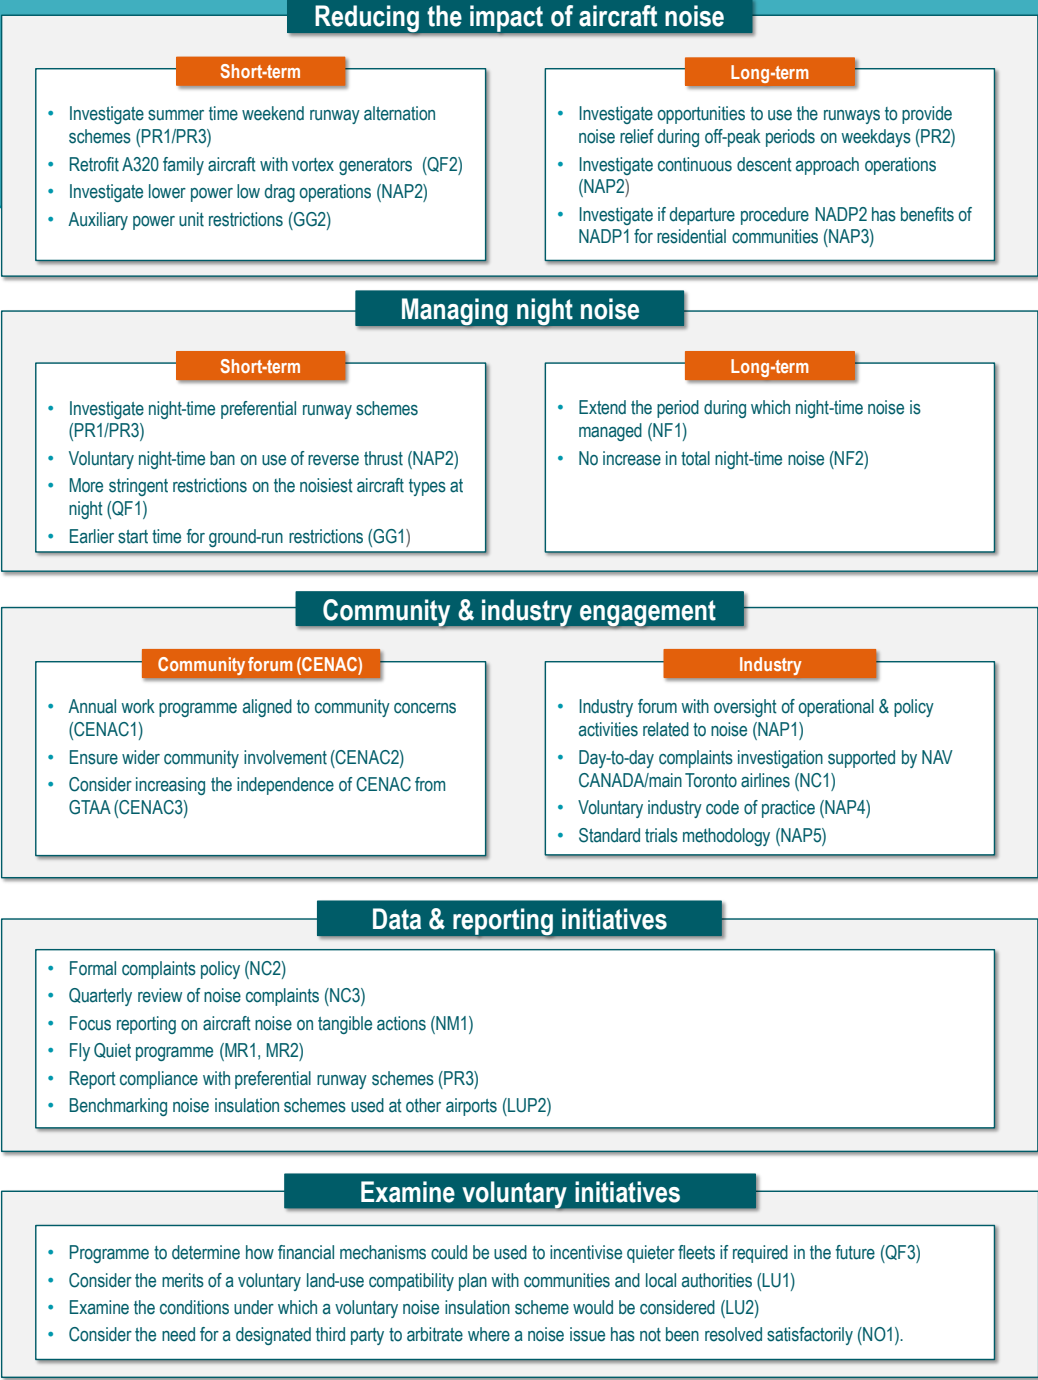 Reducing the impact of aircraft noise
Short-term
• Investigate summer time weekend runway alternation
schemes (PR1/PR3)
• Retrofit A320 family aircraft with vortex generators (QF2)
• Investigate lower power low drag operations (NAP2)
• Auxiliary power unit restrictions (GG2)
Long-term
• Investigate opportunities to use the runways to provide
noise relief during off-peak periods on weekdays (PR2)
• Investigate continuous descent approach operations
(NAP2)
• Investigate if departure procedure NADP2 has benefits of
NADP1 for residential communities (NAP3)
Managing night noise
Short-term
• Investigate night-time preferential runway schemes
(PR1/PR3)
• Voluntary night-time ban on use of reverse thrust (NAP2)
• More stringent restrictions on the noisiest aircraft types at
night (QF1)
• Earlier start time for ground-run restrictions (GG1)
Long-term
• Extend the period during which night-time noise is
managed (NF1)
• No increase in total night-time noise (NF2)
Community & industry engagement
Community forum (CENAC)
• Annual work programme aligned to community concerns
(CENAC1)
• Ensure wider community involvement (CENAC2)
• Consider increasing the independence of CENAC from
GTAA (CENAC3)
Industry
• Industry forum with oversight of operational & policy
activities related to noise (NAP1)
• Day-to-day complaints investigation supported by NAV
CANADA/main Toronto airlines (NC1)
• Voluntary industry code of practice (NAP4)
• Standard trials methodology (NAP5)
Data & reporting initiatives
• Formal complaints policy (NC2)
• Quarterly review of noise complaints (NC3)
• Focus reporting on aircraft noise on tangible actions (NM1)
• Fly Quiet programme (MR1, MR2)
• Report compliance with preferential runway schemes (PR3)
• Benchmarking noise insulation schemes used at other airports (LUP2)
Examine voluntary initiatives
• Programme to determine how financial mechanisms could be used to incentivise quieter fleets if required in the future (QF3)
• Consider the merits of a voluntary land-use compatibility plan with communities and local authorities (LU1)
• Examine the conditions under which a voluntary noise insulation scheme would be considered (LU2)
• Consider the need for a designated third party to arbitrate where a noise issue has not been resolved satisfactorily (NO1).